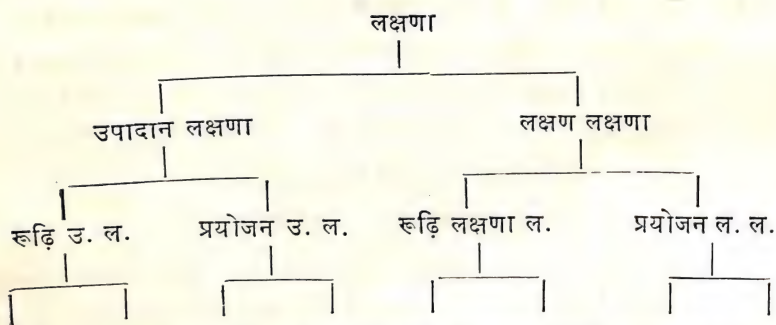 लक्षणा
उपादान लक्षणा लक्षण लक्षणा
रूढ़ि उ. ल. प्रयोजन उ. ल. रूढ़ि लक्षणा ल. प्रयोजन ल. ल.